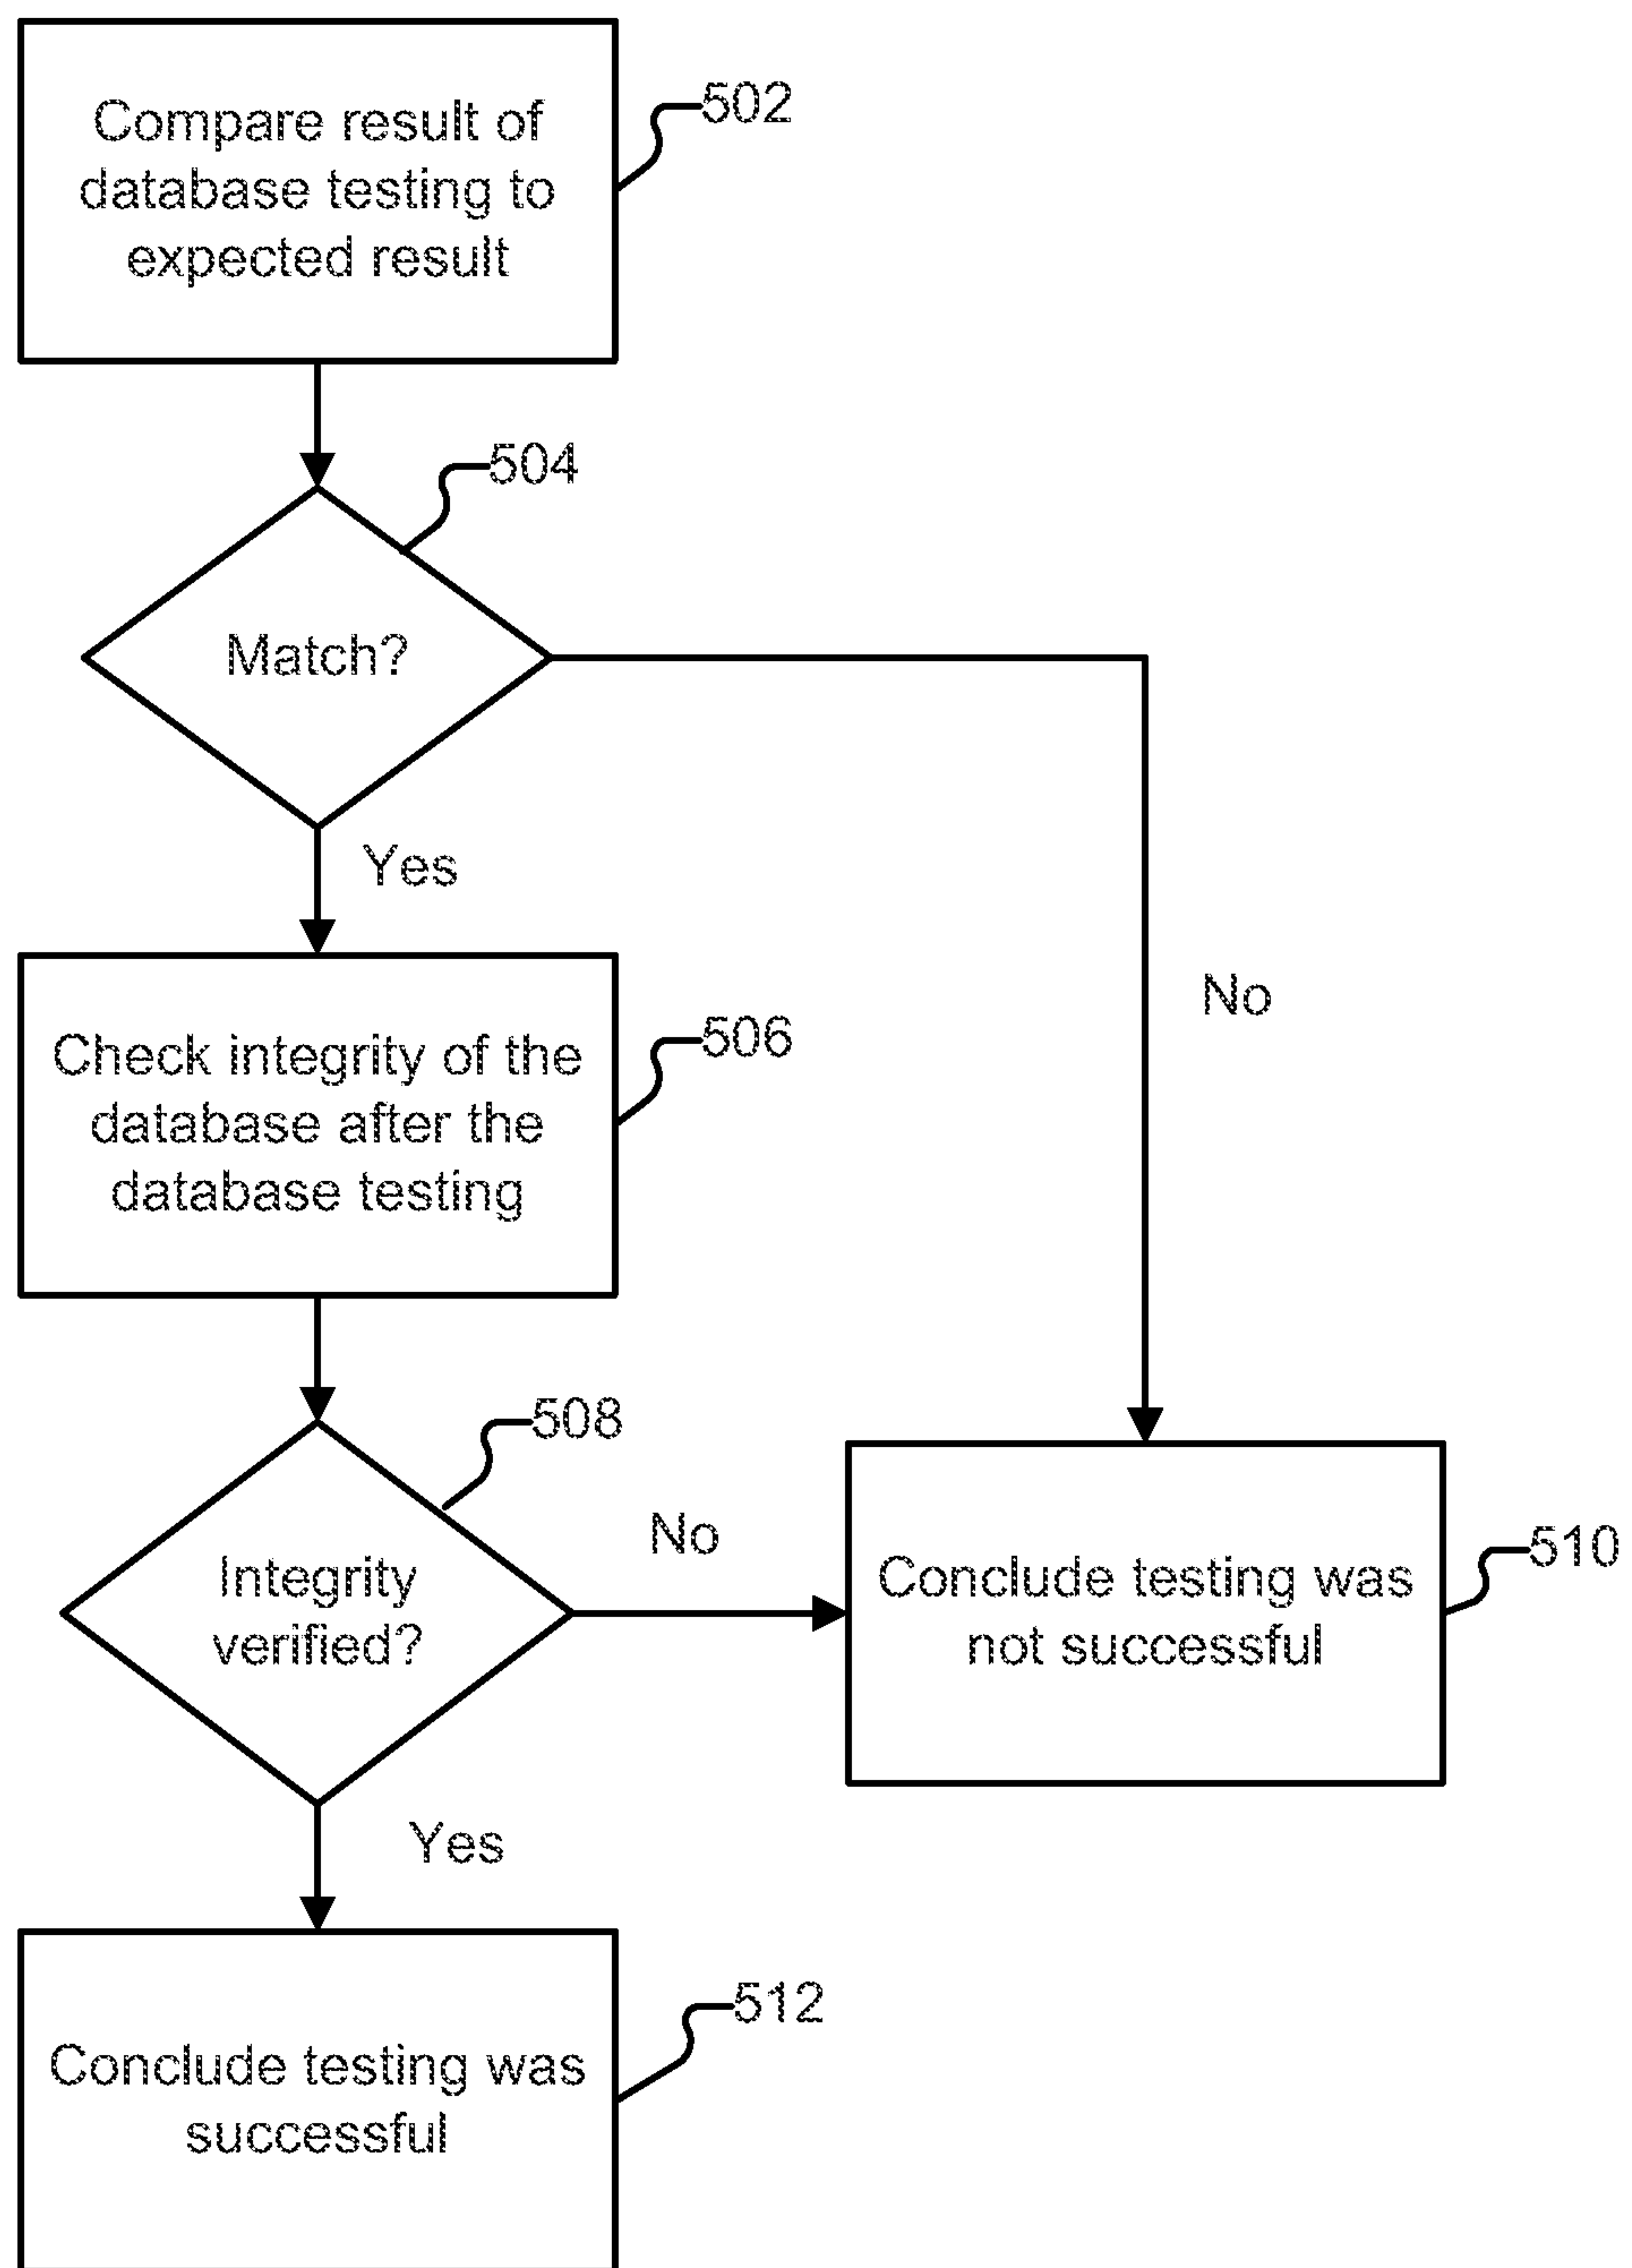 Compare result of
database testing to
expected result
502
504
Match?
Yes
No
Check integrity of the
database after the
database testing
506
508
Integrity
verified?
No
Conclude testing was
not successful
510
Yes
Conclude testing was
successful
512